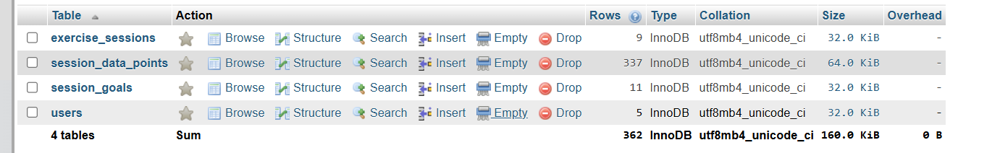 Table Action Rows Type Collation Size Overhead
exercise_sessions Browse Structure Search Insert Empty Drop 9 InnoDB utf8mb4_unicode_ci 32.0 KiB -
session_data_points Browse Structure Search Insert Empty Drop 337 InnoDB utf8mb4_unicode_ci 64.0 KiB -
session_goals Browse Structure Search Insert Empty Drop 11 InnoDB utf8mb4_unicode_ci 32.0 KiB -
users Browse Structure Search Insert Empty Drop 5 InnoDB utf8mb4_unicode_ci 32.0 KiB -
4 tables Sum 362 InnoDB utf8mb4_unicode_ci 160.0 KiB 0 B